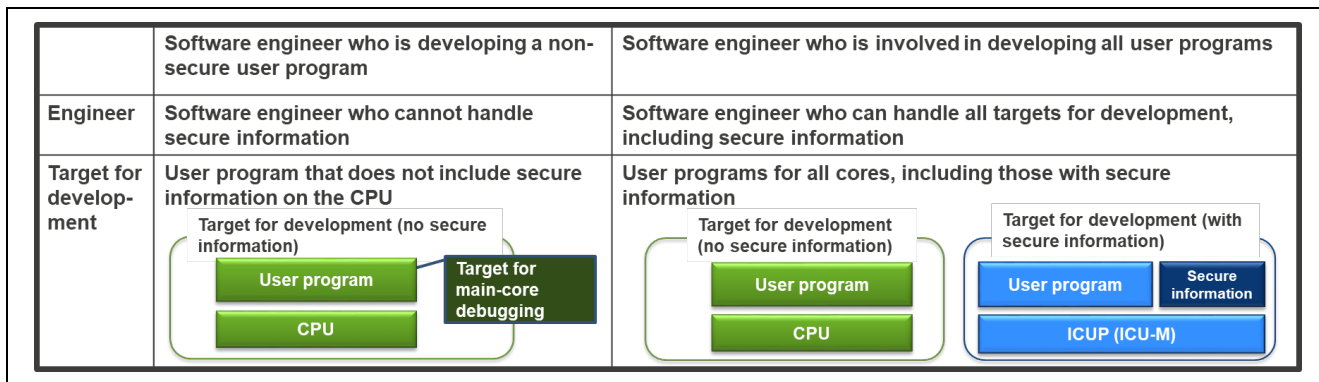 Software engineer who is developing a non-
secure user program
Software engineer who is involved in developing all user programs
Engineer
Software engineer who cannot handle
secure information
Software engineer who can handle all targets for development,
including secure information
Target for
develop-
ment
User program that does not include secure
information on the CPU
Target for development (no secure
information)
User program
Target for
main-core
debugging
CPU
User programs for all cores, including those with secure
information
Target for development
(no secure information)
User program
CPU
Target for development (with
secure information)
User program
Secure
information
ICUP (ICU-M)